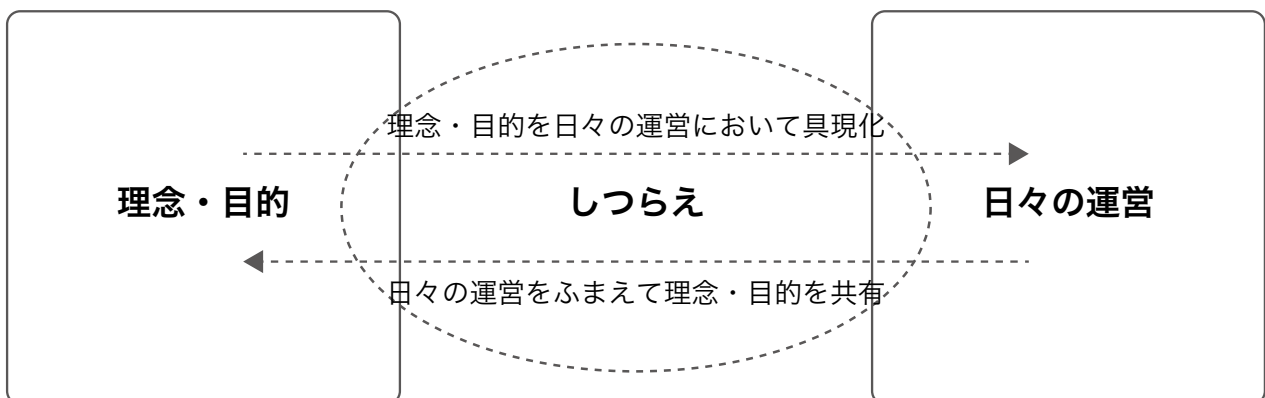 理念・目的を日々の運営において具現化
理念・目的
しつらえ
日々の運営
日々の運営をふまえて理念・目的を共有